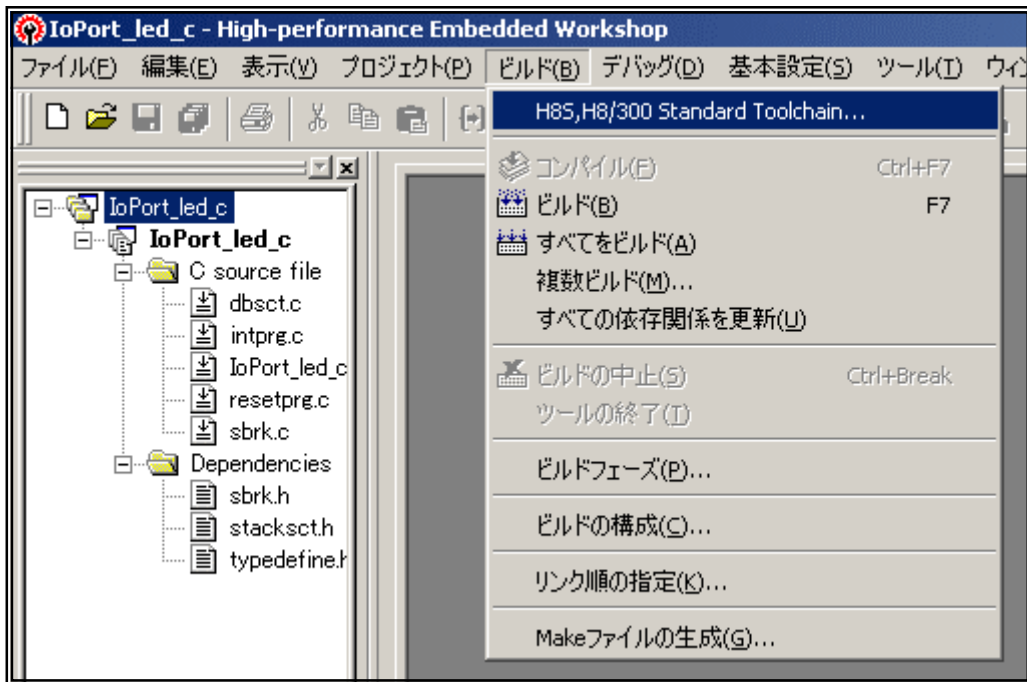 IoPort_led_c - High-performance Embedded Workshop
ファイル(F) 編集(E) 表示(V) プロジェクト(P) ビルド(B) デバッグ(D) 基本設定(S) ツール(T) ウィン
H8S,H8/300 Standard Toolchain...
コンパイル(F) Ctrl+F7
ビルド(B) F7
すべてをビルド(A)
複数ビルド(M)...
すべての依存関係を更新(U)
ビルドの中止(S) Ctrl+Break
ツールの終了(T)
ビルドフェーズ(P)...
ビルドの構成(C)...
リンク順の指定(K)...
Makeファイルの生成(G)...
IoPort_led_c
IoPort_led_c
C source file
dbsct.c
intprg.c
IoPort_led_c
resetprg.c
sbrk.c
Dependencies
sbrk.h
stacksct.h
typedefine.h